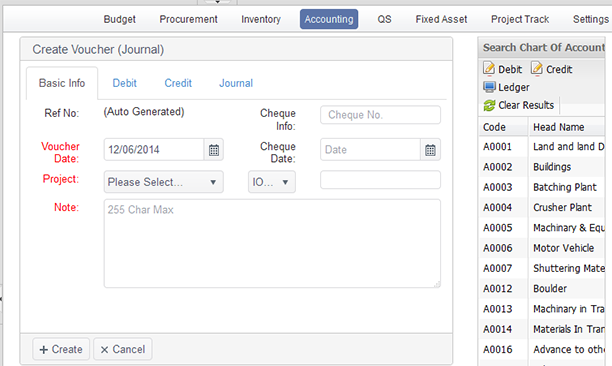 Budget Procurement Inventory Accounting QS Fixed Asset Project Track Settings
Create Voucher (Journal)
Basic Info Debit Credit Journal
Ref No: (Auto Generated) Cheque Info: Cheque No.
Voucher Date: 12/06/2014 Cheque Date: Date
Project: Please Select... IO...
Note: 255 Char Max
+ Create × Cancel
Search Chart Of Accoun
Debit Credit
Ledger
Clear Results
Code Head Name
A0001 Land and land D
A0002 Buildings
A0003 Batching Plant
A0004 Crusher Plant
A0005 Machinery & Equ
A0006 Motor Vehicle
A0007 Shuttering Mate
A0012 Boulder
A0013 Machinery in Tra
A0014 Materials In Tran
A0016 Advance to othe